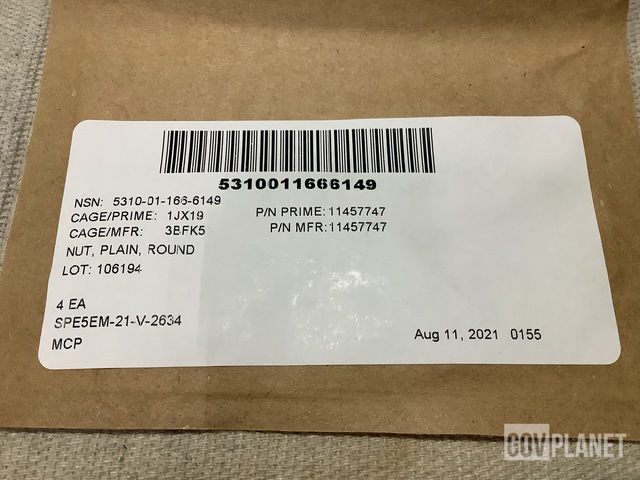 5310011666149
NSN: 5310-01-166-6149
CAGE/PRIME: 1JX19 P/N PRIME: 11457747
CAGE/MFR: 3BFK5 P/N MFR: 11457747
NUT, PLAIN, ROUND
LOT: 106194
4 EA
SPE5EM-21-V-2634
MCP Aug 11, 2021 0155
GOVPLANET